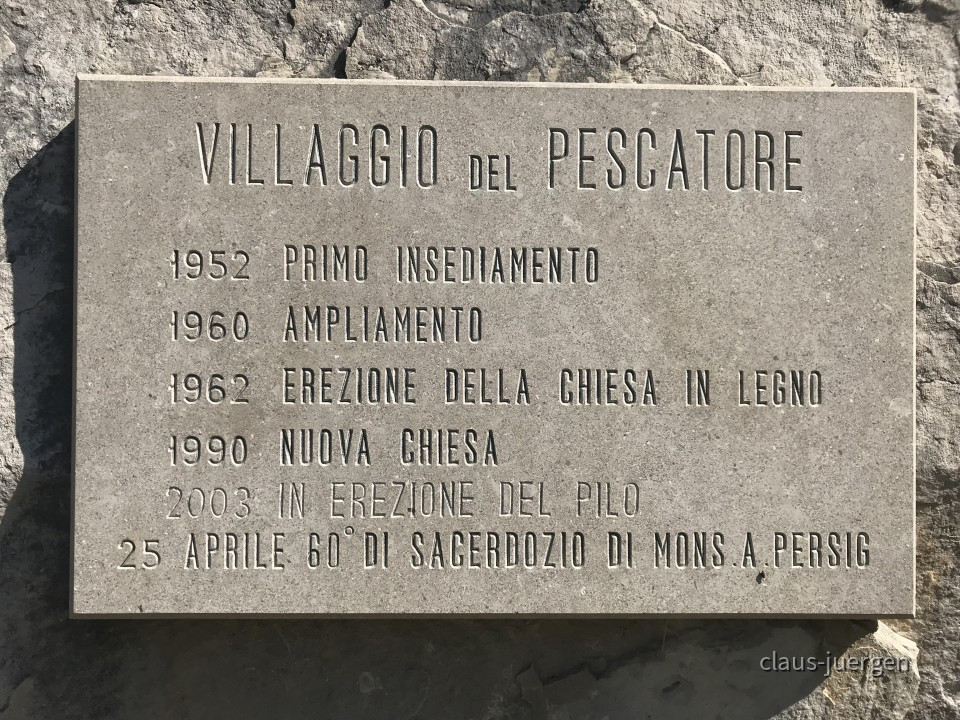 VILLAGGIO DEL PESCATORE
1952 PRIMO INSEDIAMENTO
1960 AMPLIAMENTO
1962 EREZIONE DELLA CHIESA IN LEGNO
1990 NUOVA CHIESA
2003 IN EREZIONE DEL PILO
25 APRILE 60° DI SACERDOZIO DI MONS.A.PERSIG
claus-juergen